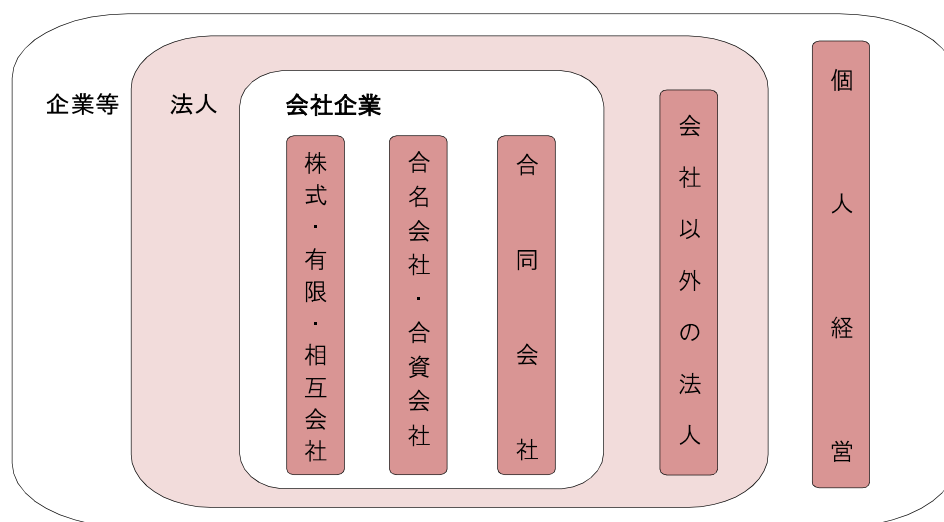 企業等
法人
会社企業
株式・有限・相互会社
合名会社・合資会社
合同会社
会社以外の法人
個人経営